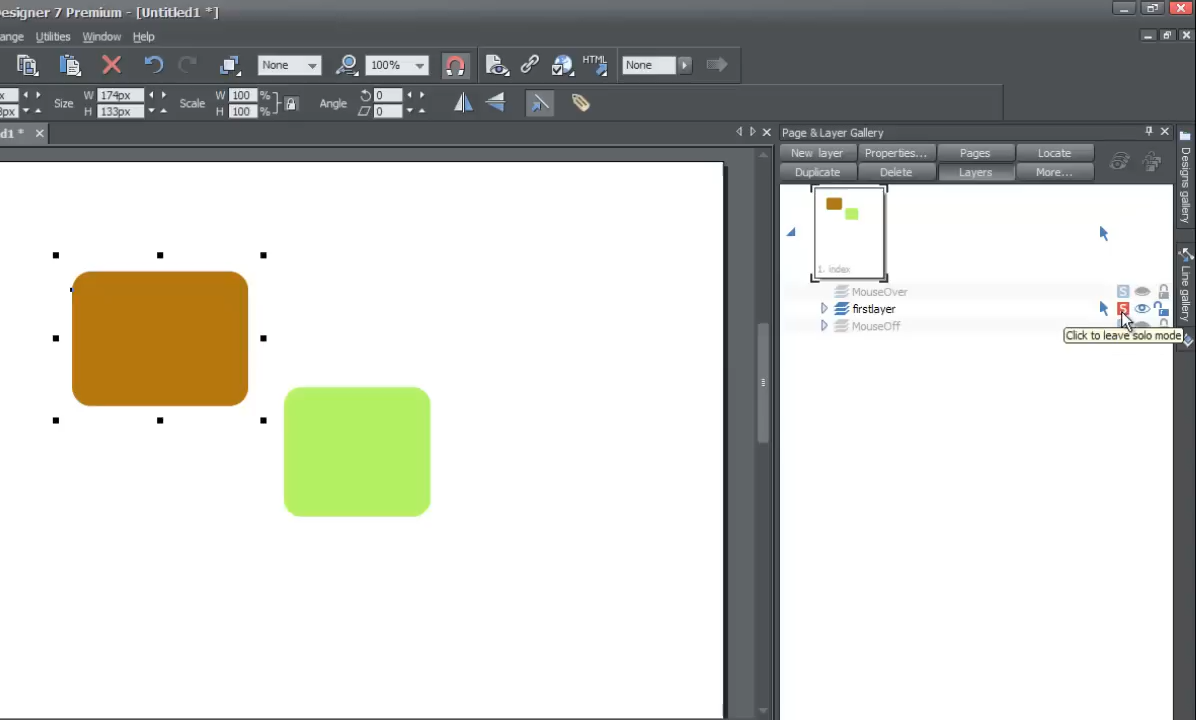 esigner 7 Premium - [Untitled1 *]
ange Utilities Window Help
None 100% HTML None
x Size W 174px Scale W 100 % Angle 0
3px H 133px H 100 % 0
d1 * Page & Layer Gallery
New layer Properties... Pages Locate
Duplicate Delete Layers More...
Designs gallery
Line gallery
1. index
MouseOver S
firstlayer S
MouseOff
Click to leave solo mode